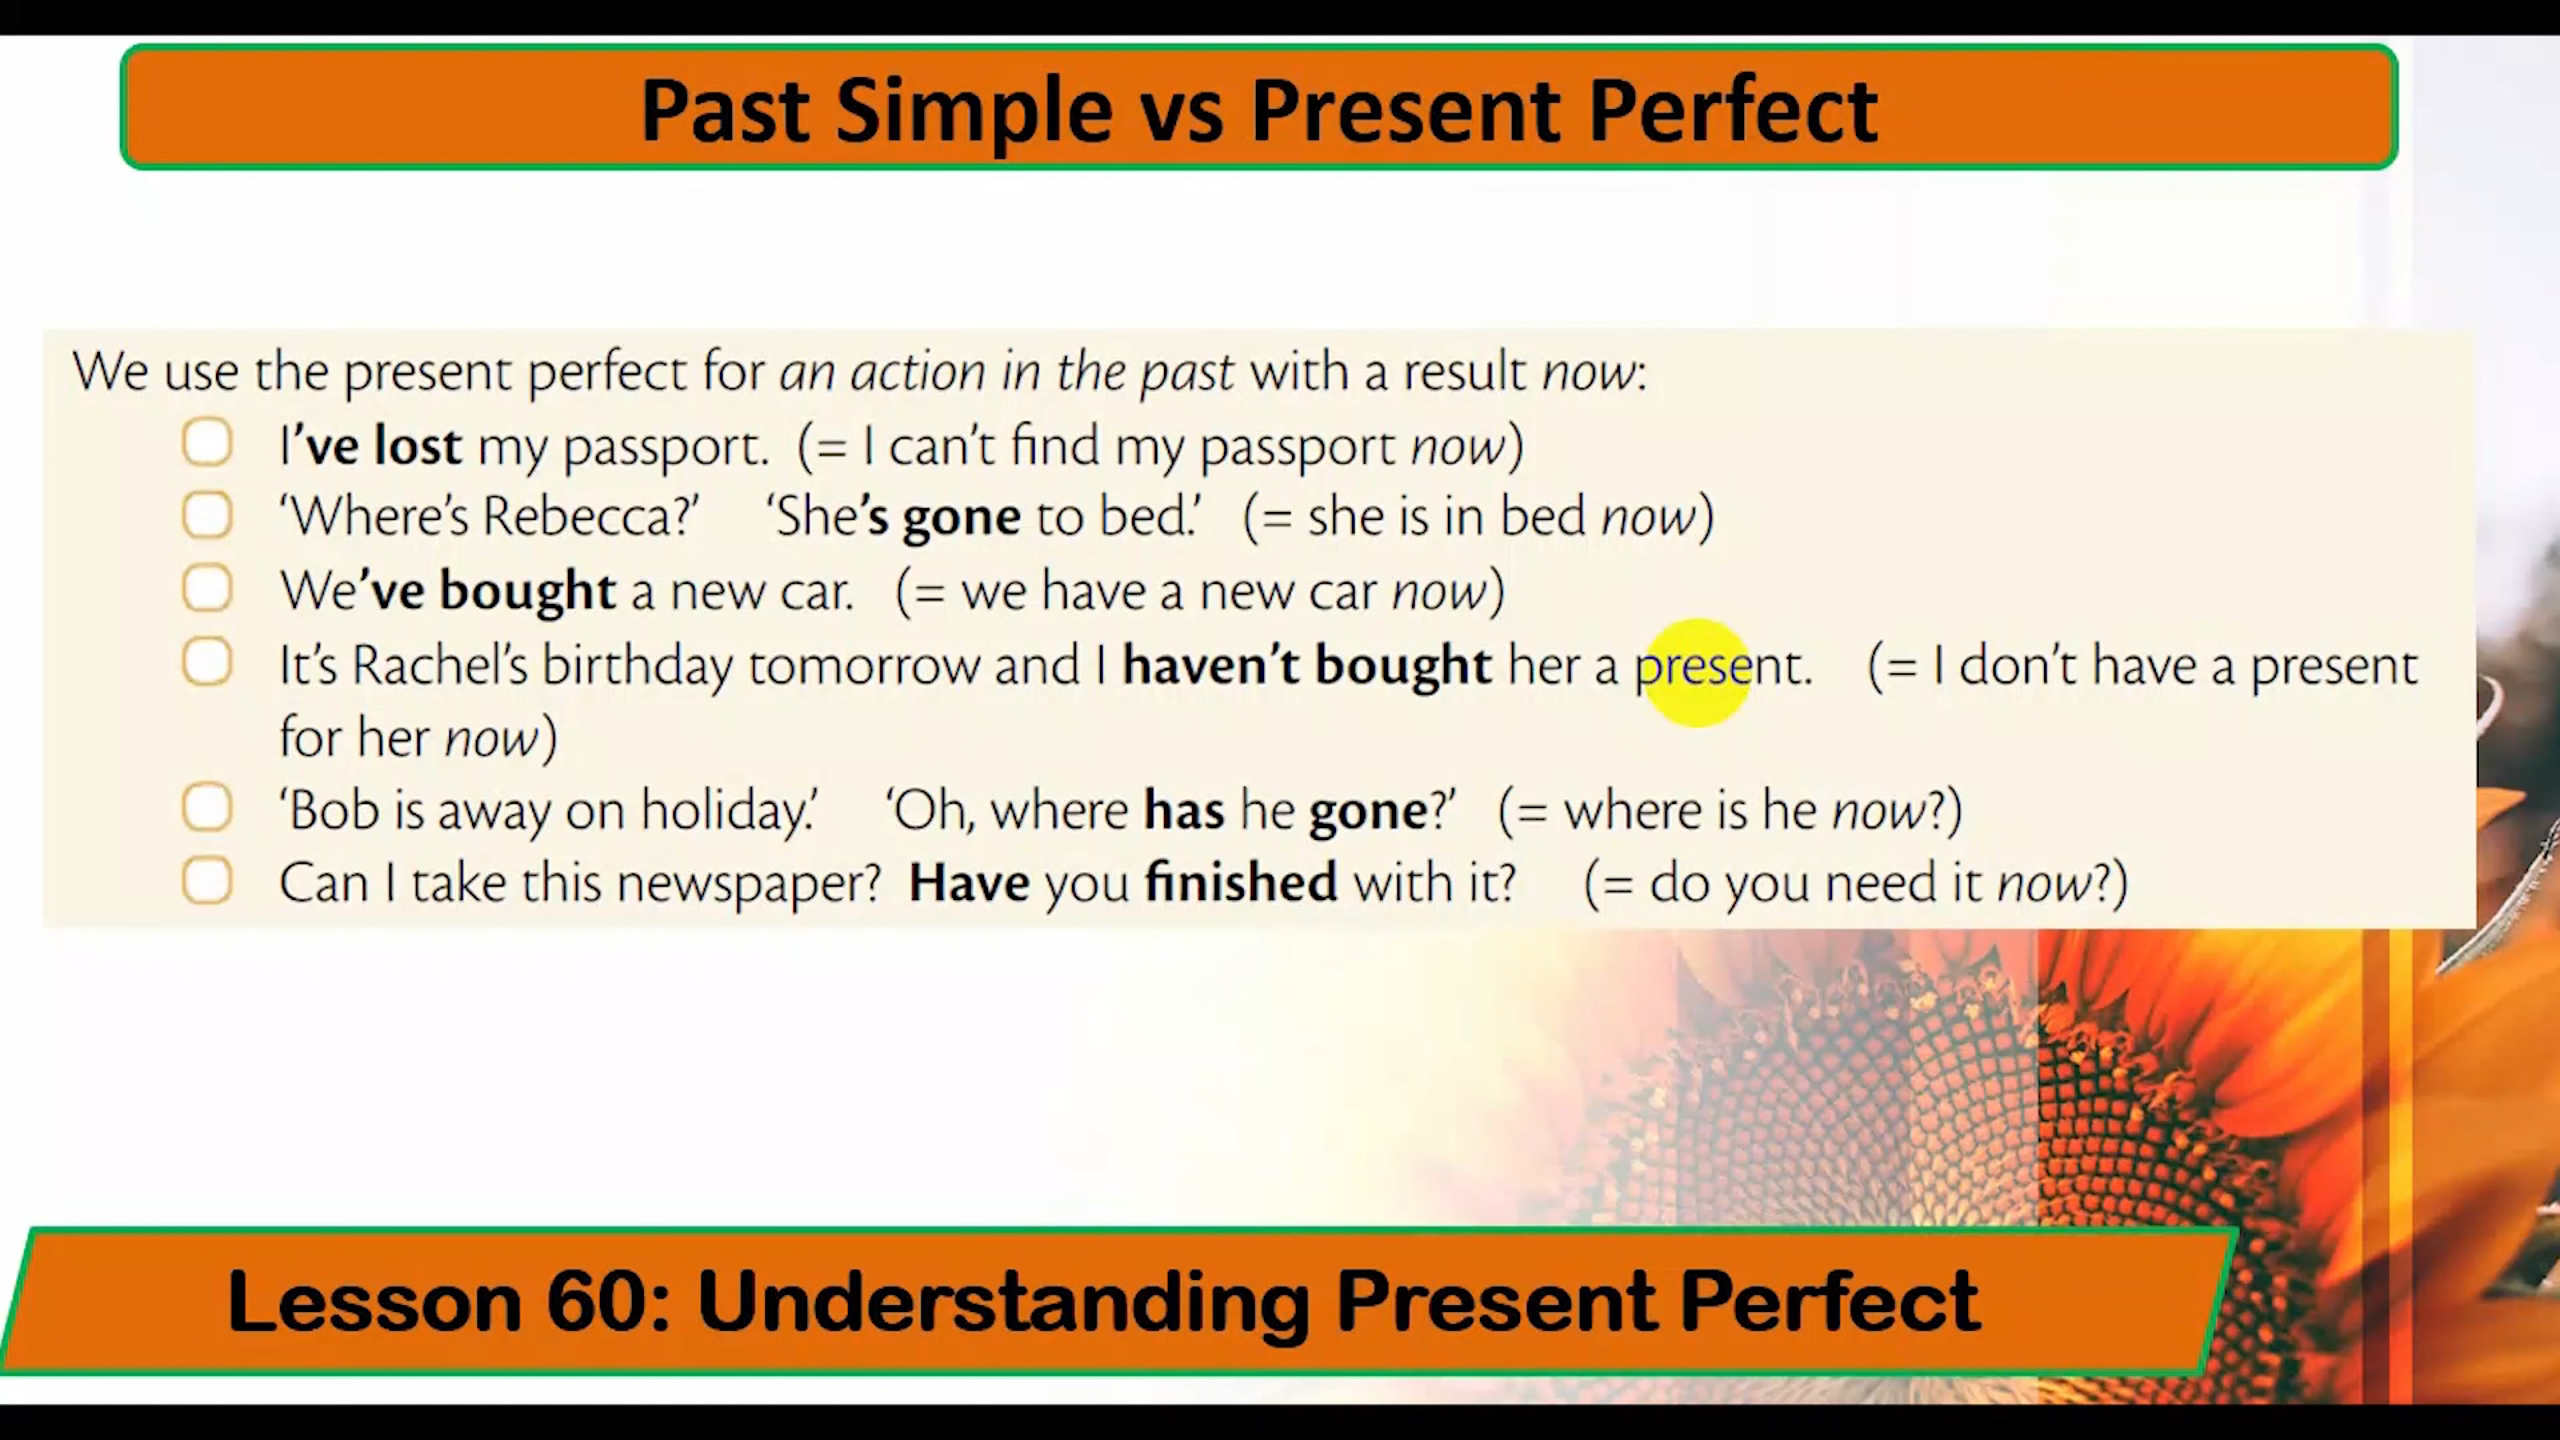 Past Simple vs Present Perfect
We use the present perfect for an action in the past with a result now:
I've lost my passport. (= I can't find my passport now)
‘Where's Rebecca?’ ‘She's gone to bed.’ (= she is in bed now)
We've bought a new car. (= we have a new car now)
It's Rachel's birthday tomorrow and I haven't bought her a present. (= I don't have a present
for her now)
‘Bob is away on holiday.’ ‘Oh, where has he gone?’ (= where is he now?)
Can I take this newspaper? Have you finished with it? (= do you need it now?)
Lesson 60: Understanding Present Perfect